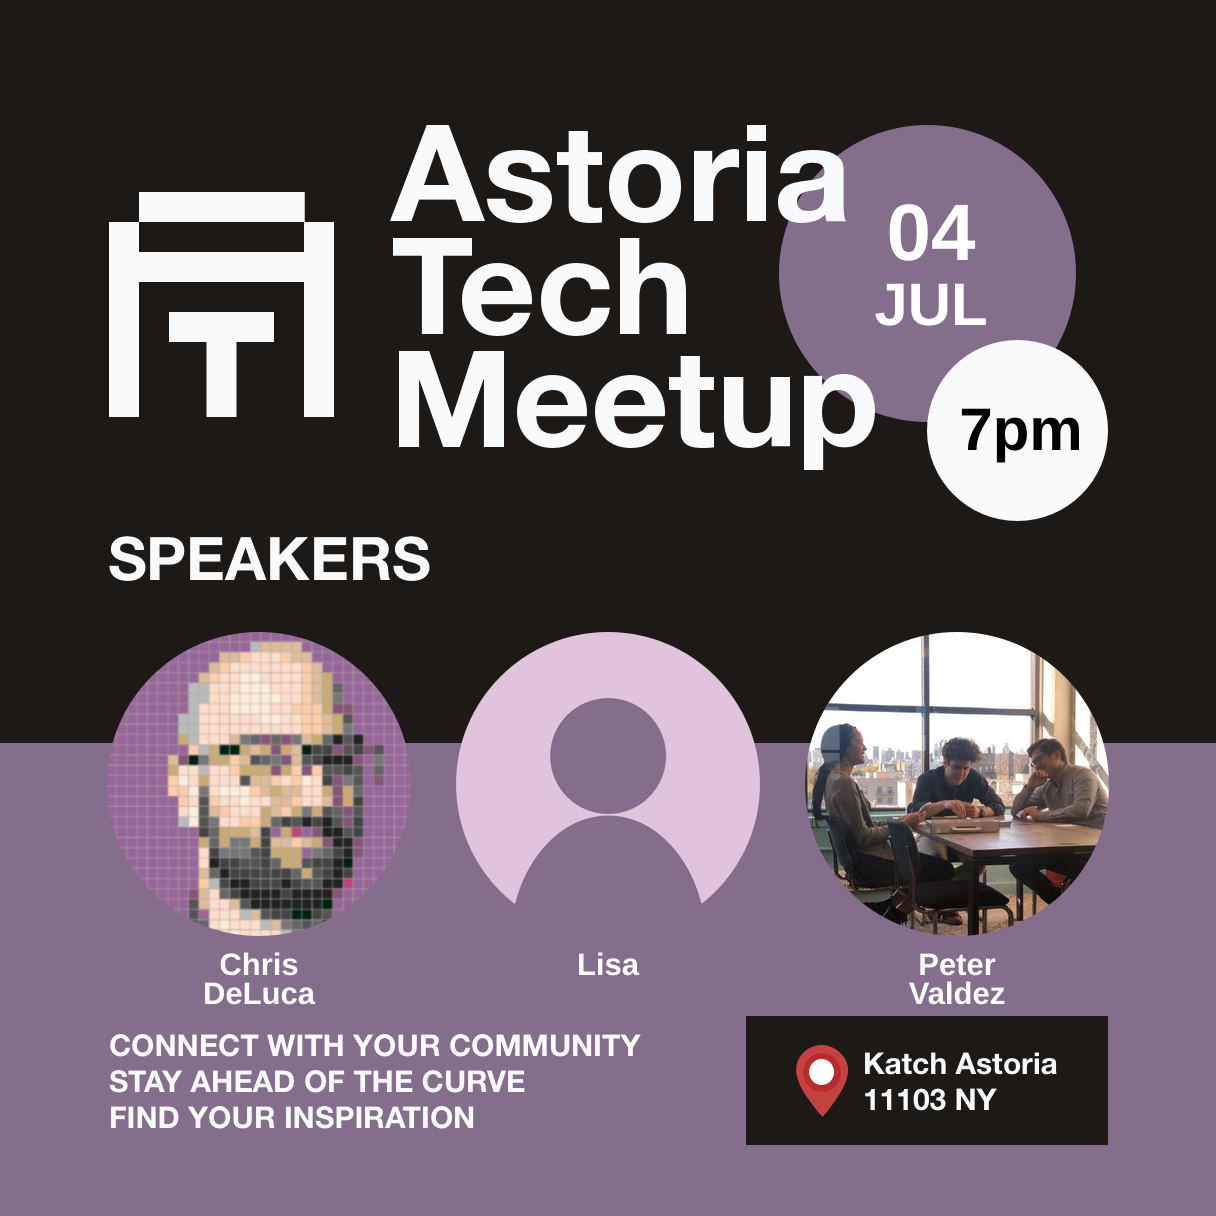 Astoria
Tech
Meetup
04
JUL
7pm
SPEAKERS
Chris
DeLuca
Lisa
Peter
Valdez
CONNECT WITH YOUR COMMUNITY
STAY AHEAD OF THE CURVE
FIND YOUR INSPIRATION
Katch Astoria
11103 NY